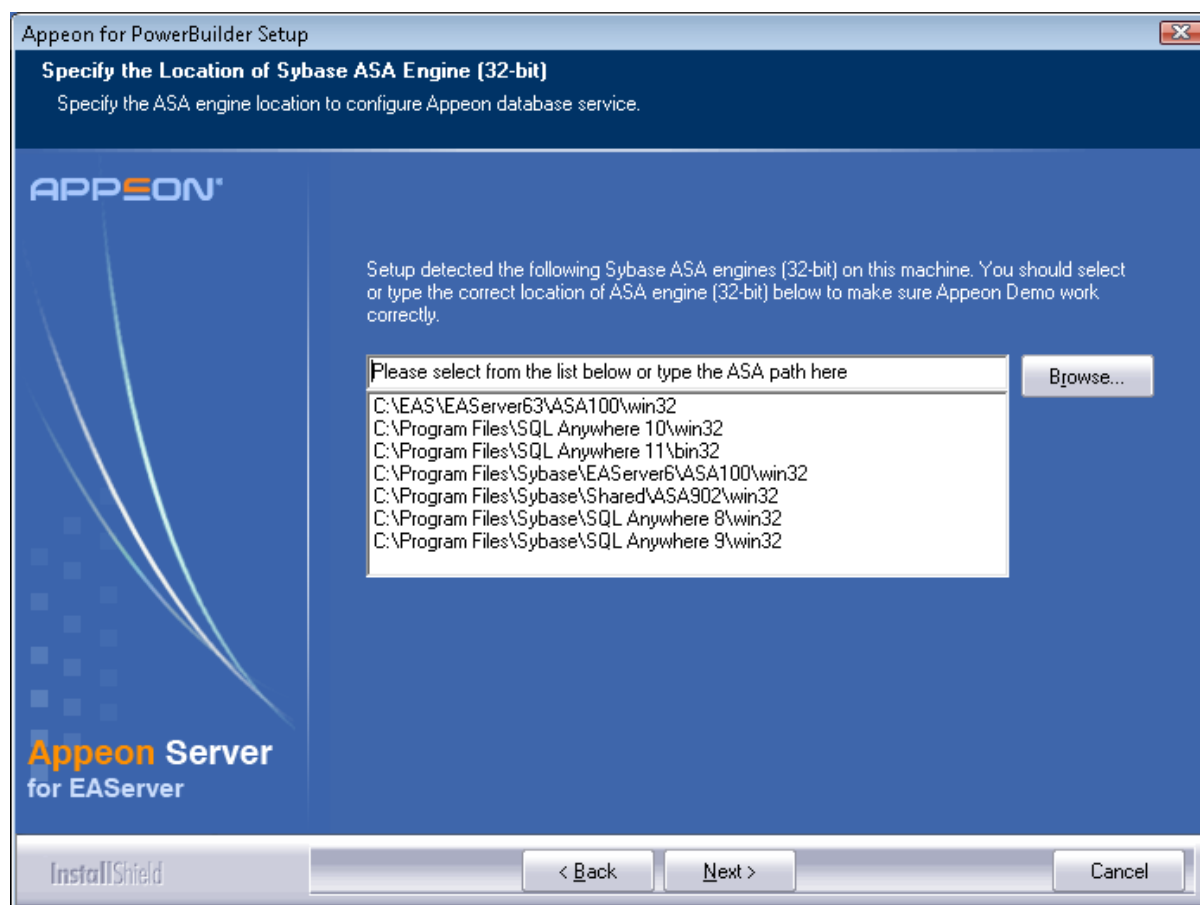 Appeon for PowerBuilder Setup
Specify the Location of Sybase ASA Engine (32-bit)
Specify the ASA engine location to configure Appeon database service.
APPEON
Setup detected the following Sybase ASA engines (32-bit) on this machine. You should select
or type the correct location of ASA engine (32-bit) below to make sure Appeon Demo work
correctly.
Please select from the list below or type the ASA path here
Browse...
C:\EAS\EAServer63\ASA100\win32
C:\Program Files\SQL Anywhere 10\win32
C:\Program Files\SQL Anywhere 11\bin32
C:\Program Files\Sybase\EAServer6\ASA100\win32
C:\Program Files\Sybase\Shared\ASA902\win32
C:\Program Files\Sybase\SQL Anywhere 8\win32
C:\Program Files\Sybase\SQL Anywhere 9\win32
Appeon Server
for EAServer
InstallShield
< Back
Next >
Cancel